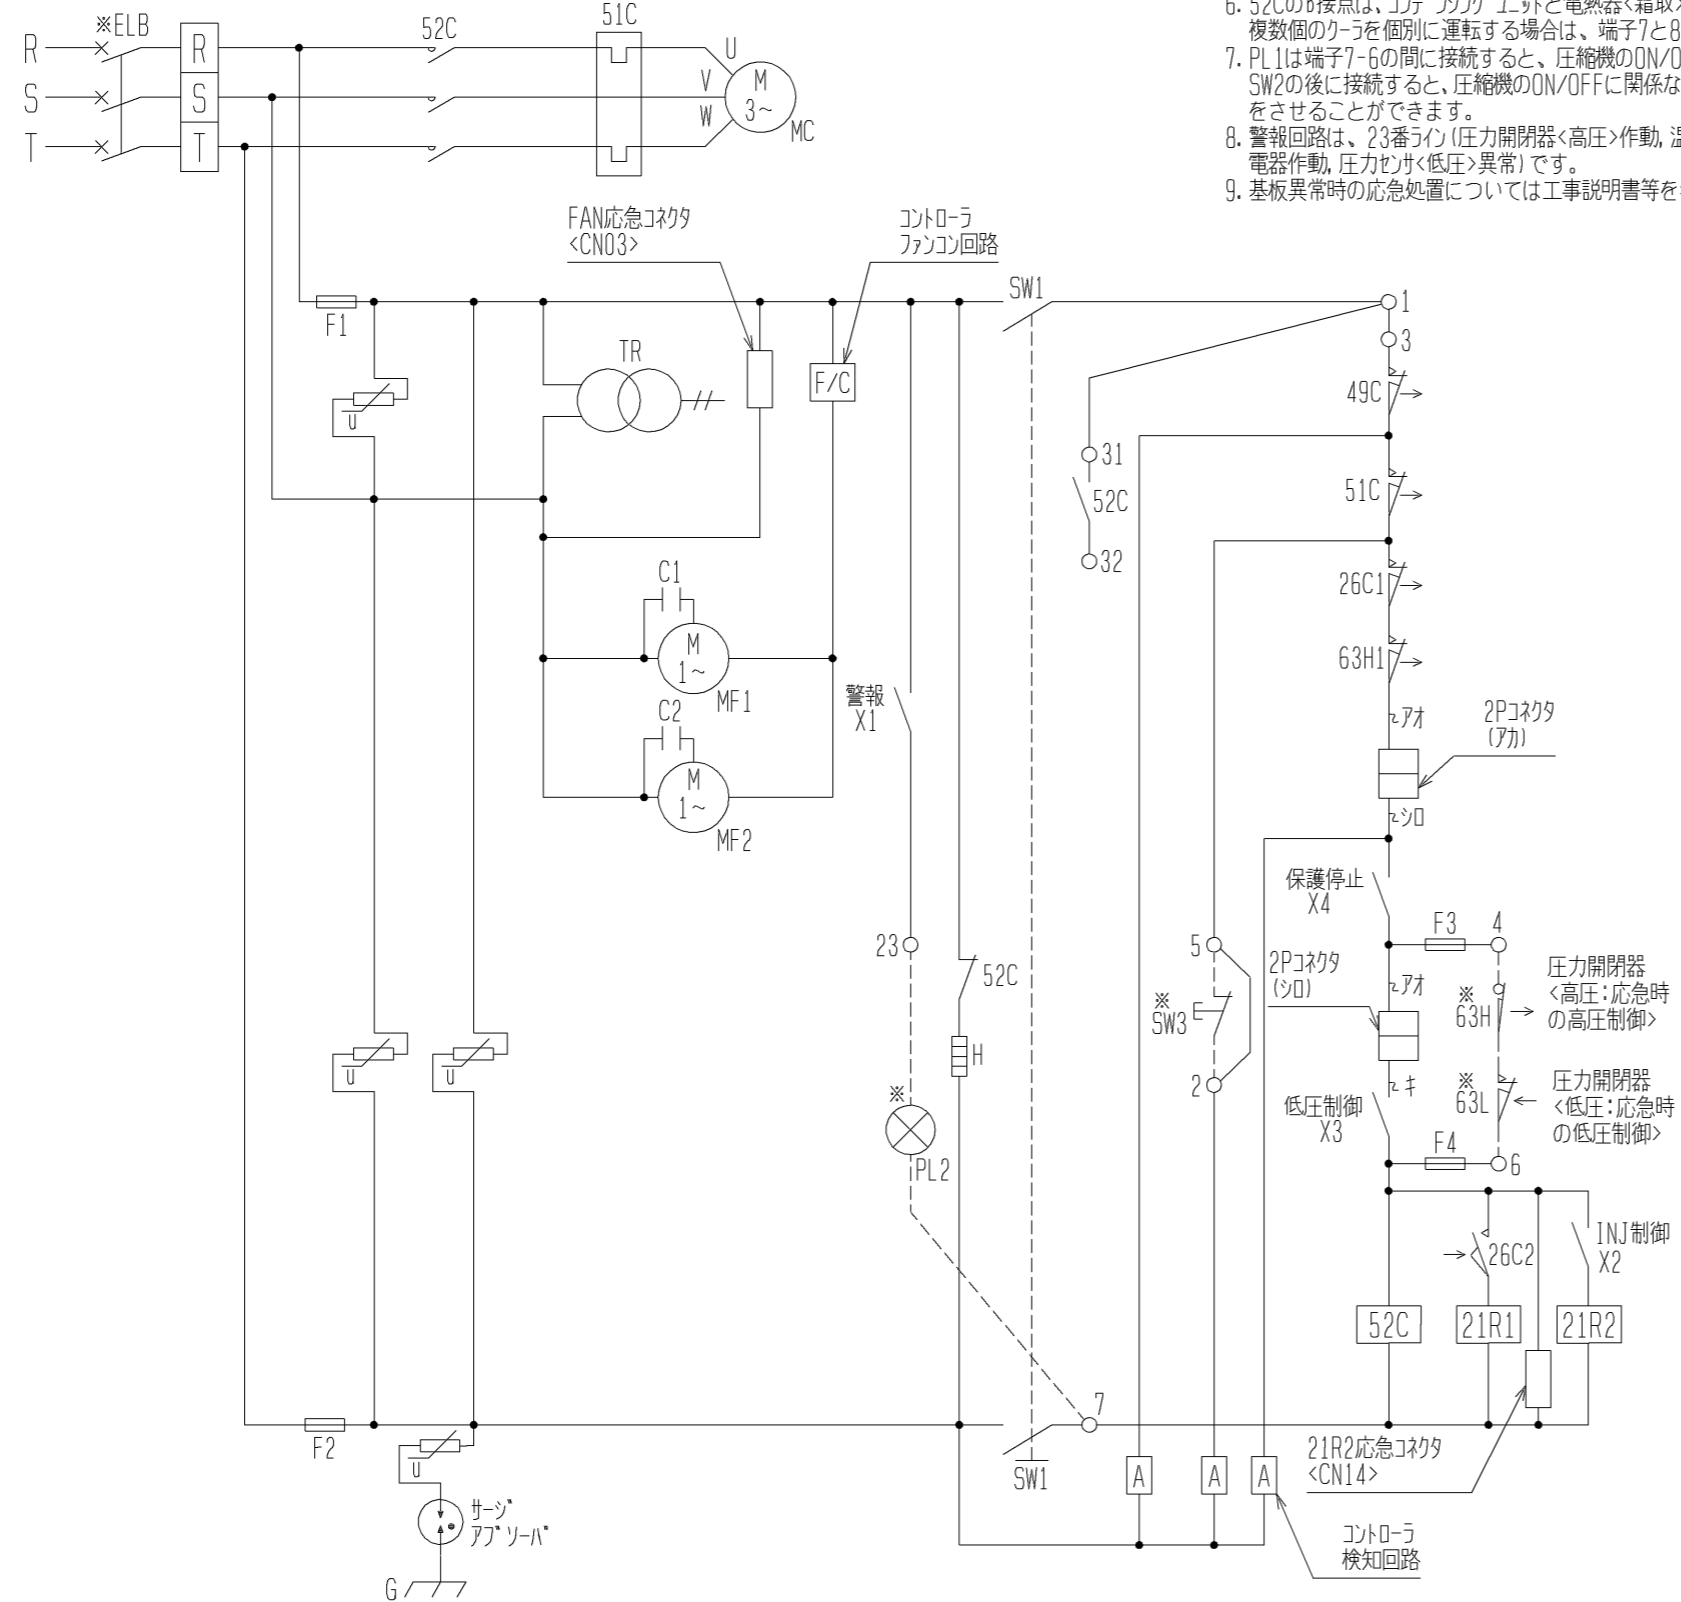 6. 52Cのb接点は、コンデンシングユニットと電熱器<箱取>
複数個のクーラを個別に運転する場合は、端子7と8
7. PL1は端子7-6の間に接続すると、圧縮機のON/O
SW2の後に接続すると、圧縮機のON/OFFに関係な
をさせることができます。
8. 警報回路は、23番ライン(圧力開閉器<高圧>作動, 温
電器作動, 圧力センサ<低圧>異常)です。
9. 基板異常時の応急処置については工事説明書等を
※ELB
R
R
S
S
T
T
52C
51C
U
V
W
M
3~
MC
FAN応急コネクタ
<CN03>
コントローラ
ファンコン回路
F1
TR
F/C
SW1
1
3
49C
31
52C
32
51C
26C1
63H1
u
C1
M
1~
MF1
C2
M
1~
MF2
警報
X1
アオ
2Pコネクタ
(アカ)
シロ
保護停止
X4
F3
4
23
52C
5
※
SW3
2
2Pコネクタ
(シロ)
アオ
※
63H
圧力開閉器
<高圧:応急時
の高圧制御>
H
u
u
キ
低圧制御
X3
※
63L
圧力開閉器
<低圧:応急時
の低圧制御>
F4
6
※
PL2
26C2
INJ制御
X2
52C
21R1
21R2
7
F2
SW1
u
A
A
A
21R2応急コネクタ
<CN14>
サージ
アブソーバ
コントローラ
検知回路
G